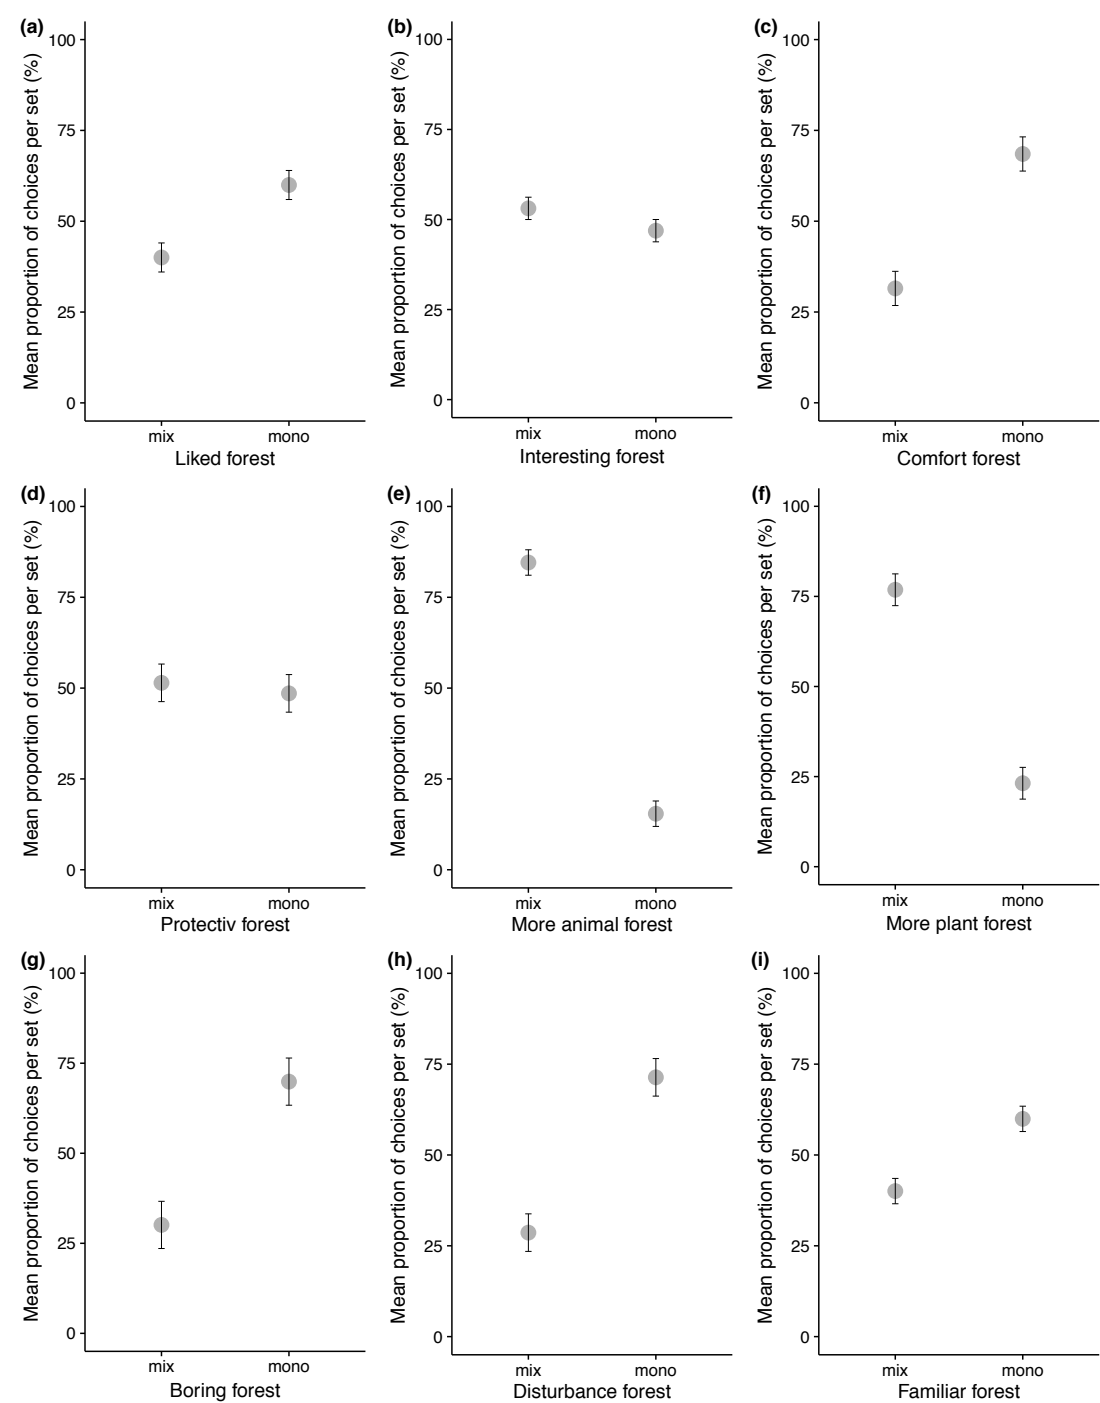 (a)
Mean proportion of choices per set (%)
100
75
50
25
0
mix mono
Liked forest
(b)
Mean proportion of choices per set (%)
100
75
50
25
0
mix mono
Interesting forest
(c)
Mean proportion of choices per set (%)
100
75
50
25
0
mix mono
Comfort forest
(d)
Mean proportion of choices per set (%)
100
75
50
25
0
mix mono
Protectiv forest
(e)
Mean proportion of choices per set (%)
100
75
50
25
0
mix mono
More animal forest
(f)
Mean proportion of choices per set (%)
100
75
50
25
0
mix mono
More plant forest
(g)
Mean proportion of choices per set (%)
100
75
50
25
0
mix mono
Boring forest
(h)
Mean proportion of choices per set (%)
100
75
50
25
0
mix mono
Disturbance forest
(i)
Mean proportion of choices per set (%)
100
75
50
25
0
mix mono
Familiar forest